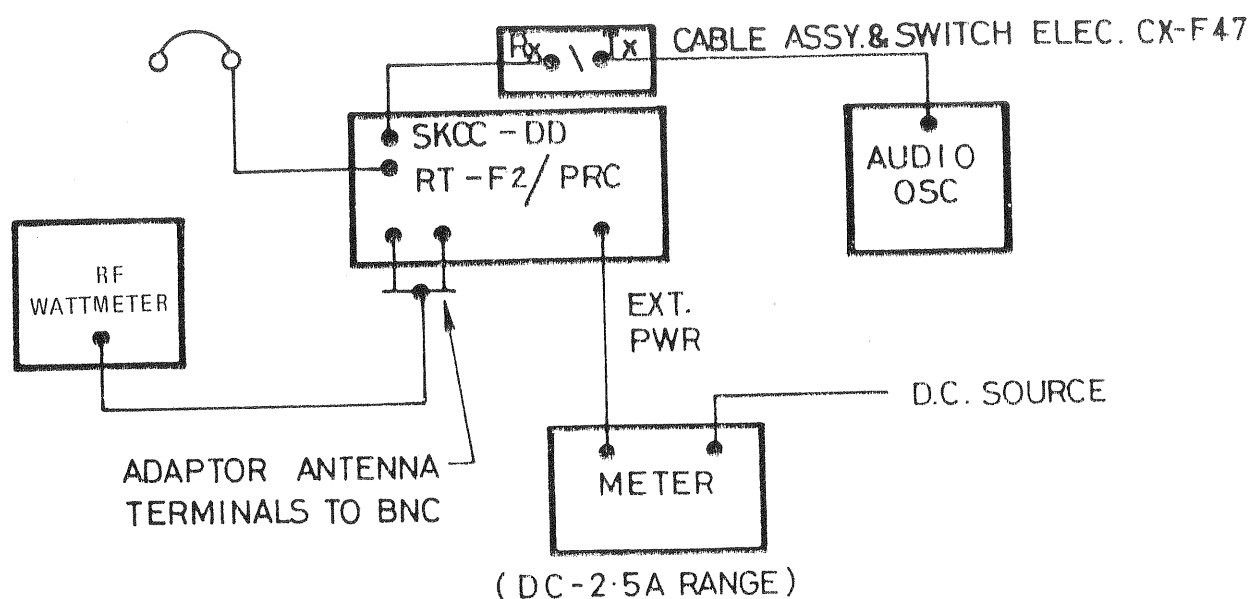 Rx Tx CABLE ASSY.&SWITCH ELEC. CX-F47
SKCC-DD
RT-F2/PRC
AUDIO
OSC
RF
WATTMETER
EXT.
PWR
D.C. SOURCE
ADAPTOR ANTENNA
TERMINALS TO BNC
METER
(DC-2·5A RANGE)